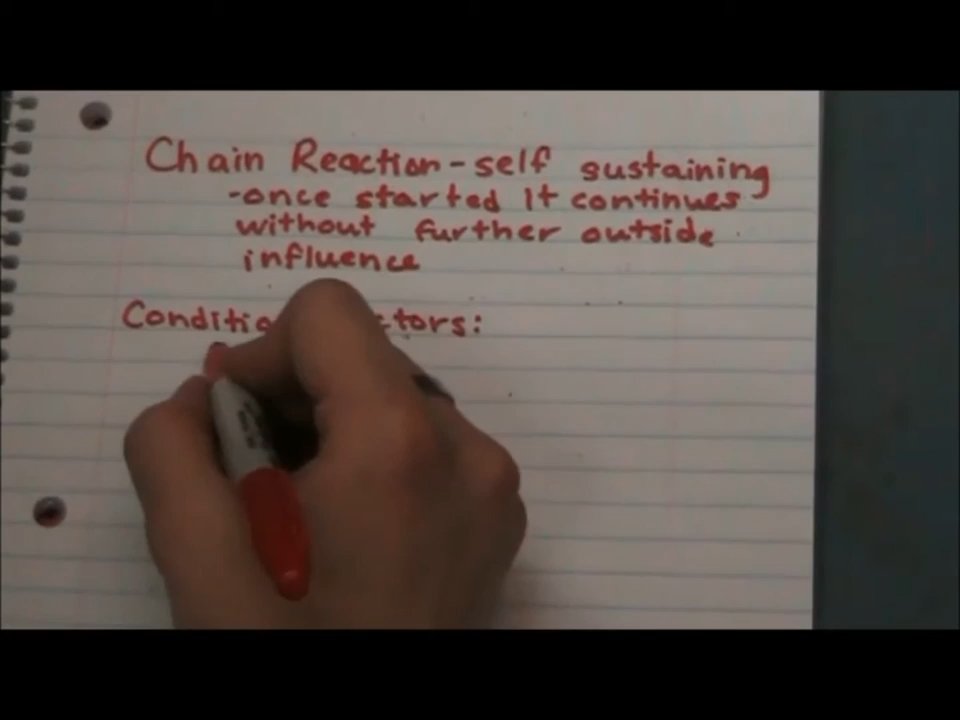 Chain Reaction - self sustaining
- once started It continues
without further outside
influence